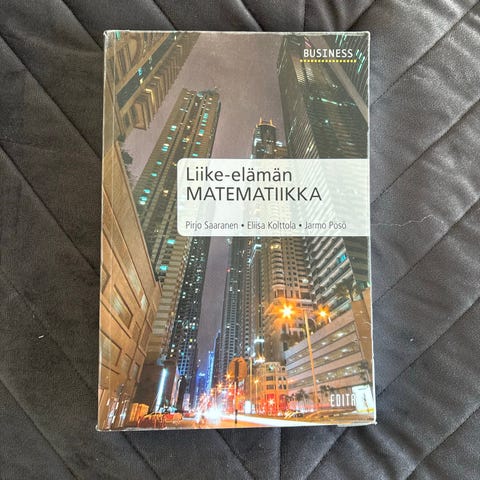 BUSINESS
Liike-elämän
MATEMATIIKKA
Pirjo Saaranen • Eliisa Kolttola • Jarmo Pösö
EDITA